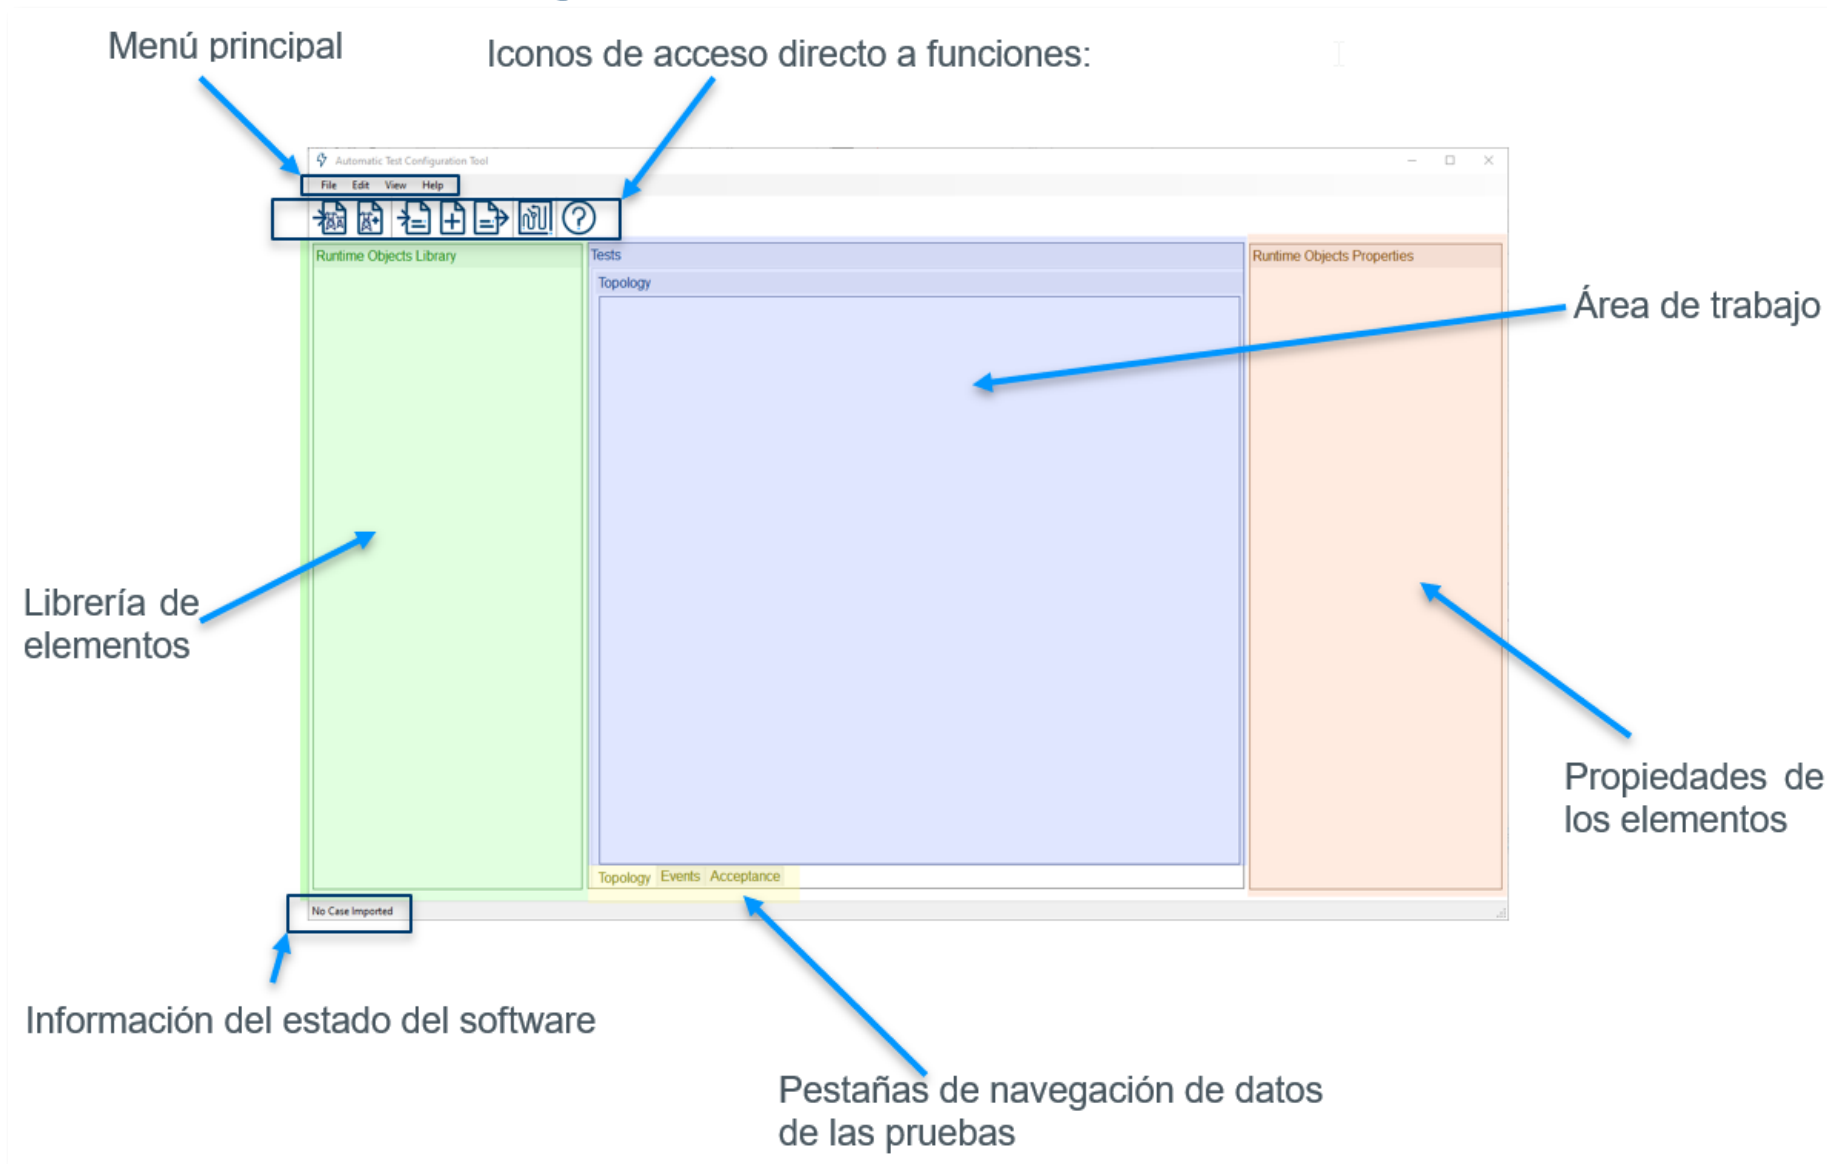 Menú principal
Iconos de acceso directo a funciones:
Automatic Test Configuration Tool
File Edit View Help
Runtime Objects Library
Tests
Runtime Objects Properties
Topology
Área de trabajo
Librería de
elementos
Propiedades de
los elementos
Topology Events Acceptance
No Case Imported
Información del estado del software
Pestañas de navegación de datos
de las pruebas